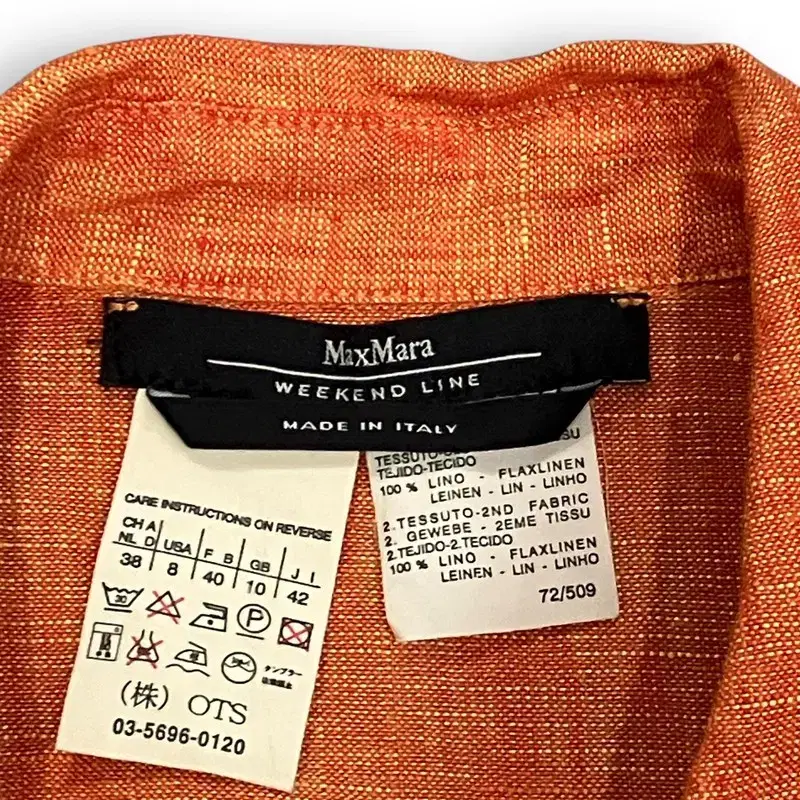 MaxMara
WEEKEND LINE
MADE IN ITALY
CARE INSTRUCTIONS ON REVERSE
CH A
NL D USA F B GB J I
38 8 40 10 42
30
P
(株) OTS
03-5696-0120
TEJIDO-TECIDO
100 % LINO - FLAXLINEN
LEINEN - LIN - LINHO
2.TESSUTO-2ND FABRIC
2. GEWEBE - 2EME TISSU
2.TEJIDO-2.TECIDO
100 % LINO - FLAXLINEN
LEINEN - LIN - LINHO
72/509